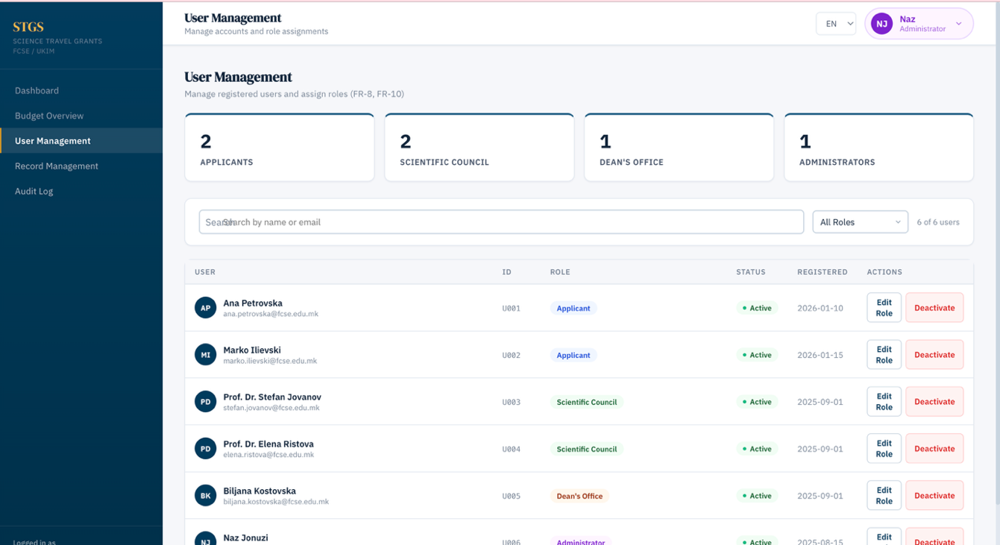 STGS
SCIENCE TRAVEL GRANTS
FCSE / UKIM
Dashboard
Budget Overview
User Management
Record Management
Audit Log
Logged in as
User Management
Manage accounts and role assignments
EN
NJ
Naz
Administrator
User Management
Manage registered users and assign roles (FR-8, FR-10)
2
APPLICANTS
2
SCIENTIFIC COUNCIL
1
DEAN'S OFFICE
1
ADMINISTRATORS
Search by name or email
All Roles
6 of 6 users
USER ID ROLE STATUS REGISTERED ACTIONS
AP Ana Petrovska U001 Applicant Active 2026-01-10 Edit Role Deactivate
ana.petrovska@fcse.edu.mk
MI Marko Ilievski U002 Applicant Active 2026-01-15 Edit Role Deactivate
marko.ilievski@fcse.edu.mk
PD Prof. Dr. Stefan Jovanov U003 Scientific Council Active 2025-09-01 Edit Role Deactivate
stefan.jovanov@fcse.edu.mk
PD Prof. Dr. Elena Ristova U004 Scientific Council Active 2025-09-01 Edit Role Deactivate
elena.ristova@fcse.edu.mk
BK Biljana Kostovska U005 Dean's Office Active 2025-09-01 Edit Role Deactivate
biljana.kostovska@fcse.edu.mk
NJ Naz Jonuzi U006 Administrator Active 2025-08-15 Edit Deactivate